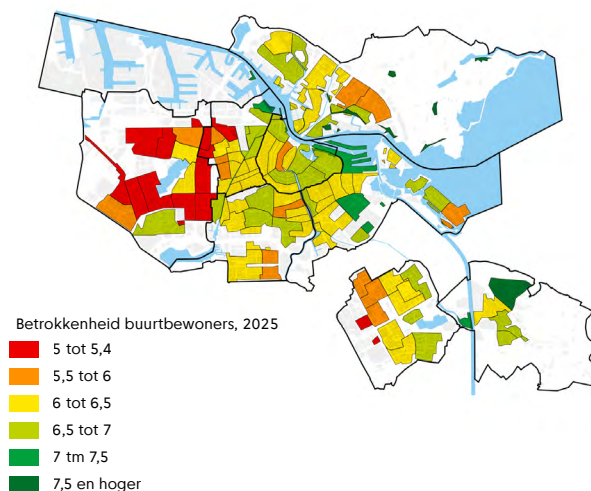 Betrokkenheid buurtbewoners, 2025
5 tot 5,4
5,5 tot 6
6 tot 6,5
6,5 tot 7
7 tm 7,5
7,5 en hoger